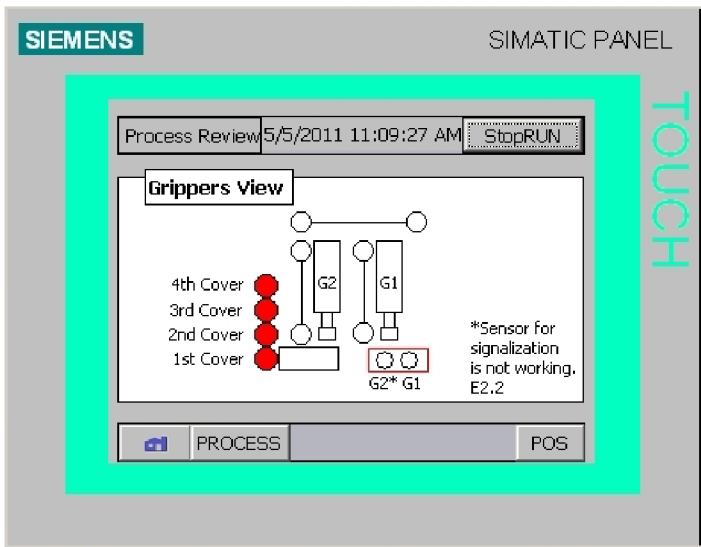 SIEMENS
SIMATIC PANEL
TOUCH
Process Review 5/5/2011 11:09:27 AM StopRUN
Grippers View
G2 G1
4th Cover
3rd Cover
2nd Cover
1st Cover
*Sensor for
signalization
is not working.
E2.2
G2* G1
PROCESS POS